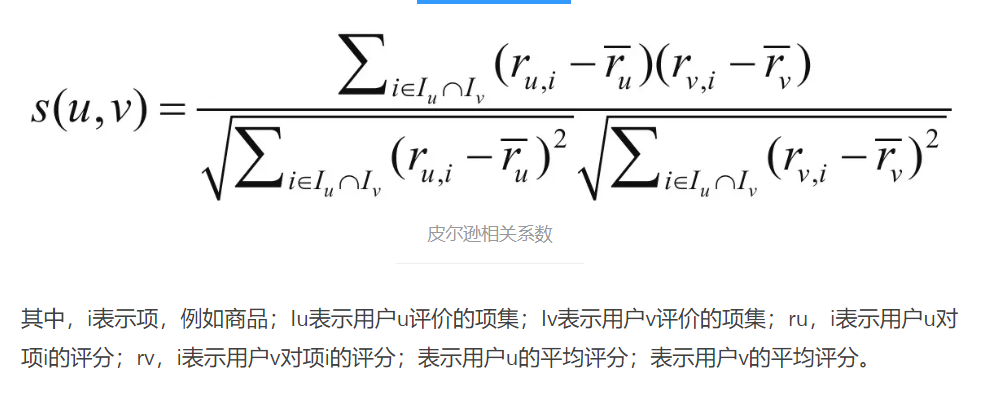 s(u,v) = \frac{\sum_{i \in I_u \cap I_v} (r_{u,i} - \overline{r}_u)(r_{v,i} - \overline{r}_v)}{\sqrt{\sum_{i \in I_u \cap I_v} (r_{u,i} - \overline{r}_u)^2} \sqrt{\sum_{i \in I_u \cap I_v} (r_{v,i} - \overline{r}_v)^2}}
皮尔逊相关系数
其中，i表示项，例如商品；Iu表示用户u评价的项集；Iv表示用户v评价的项集；ru，i表示用户u对
项i的评分；rv，i表示用户v对项i的评分；表示用户u的平均评分；表示用户v的平均评分。